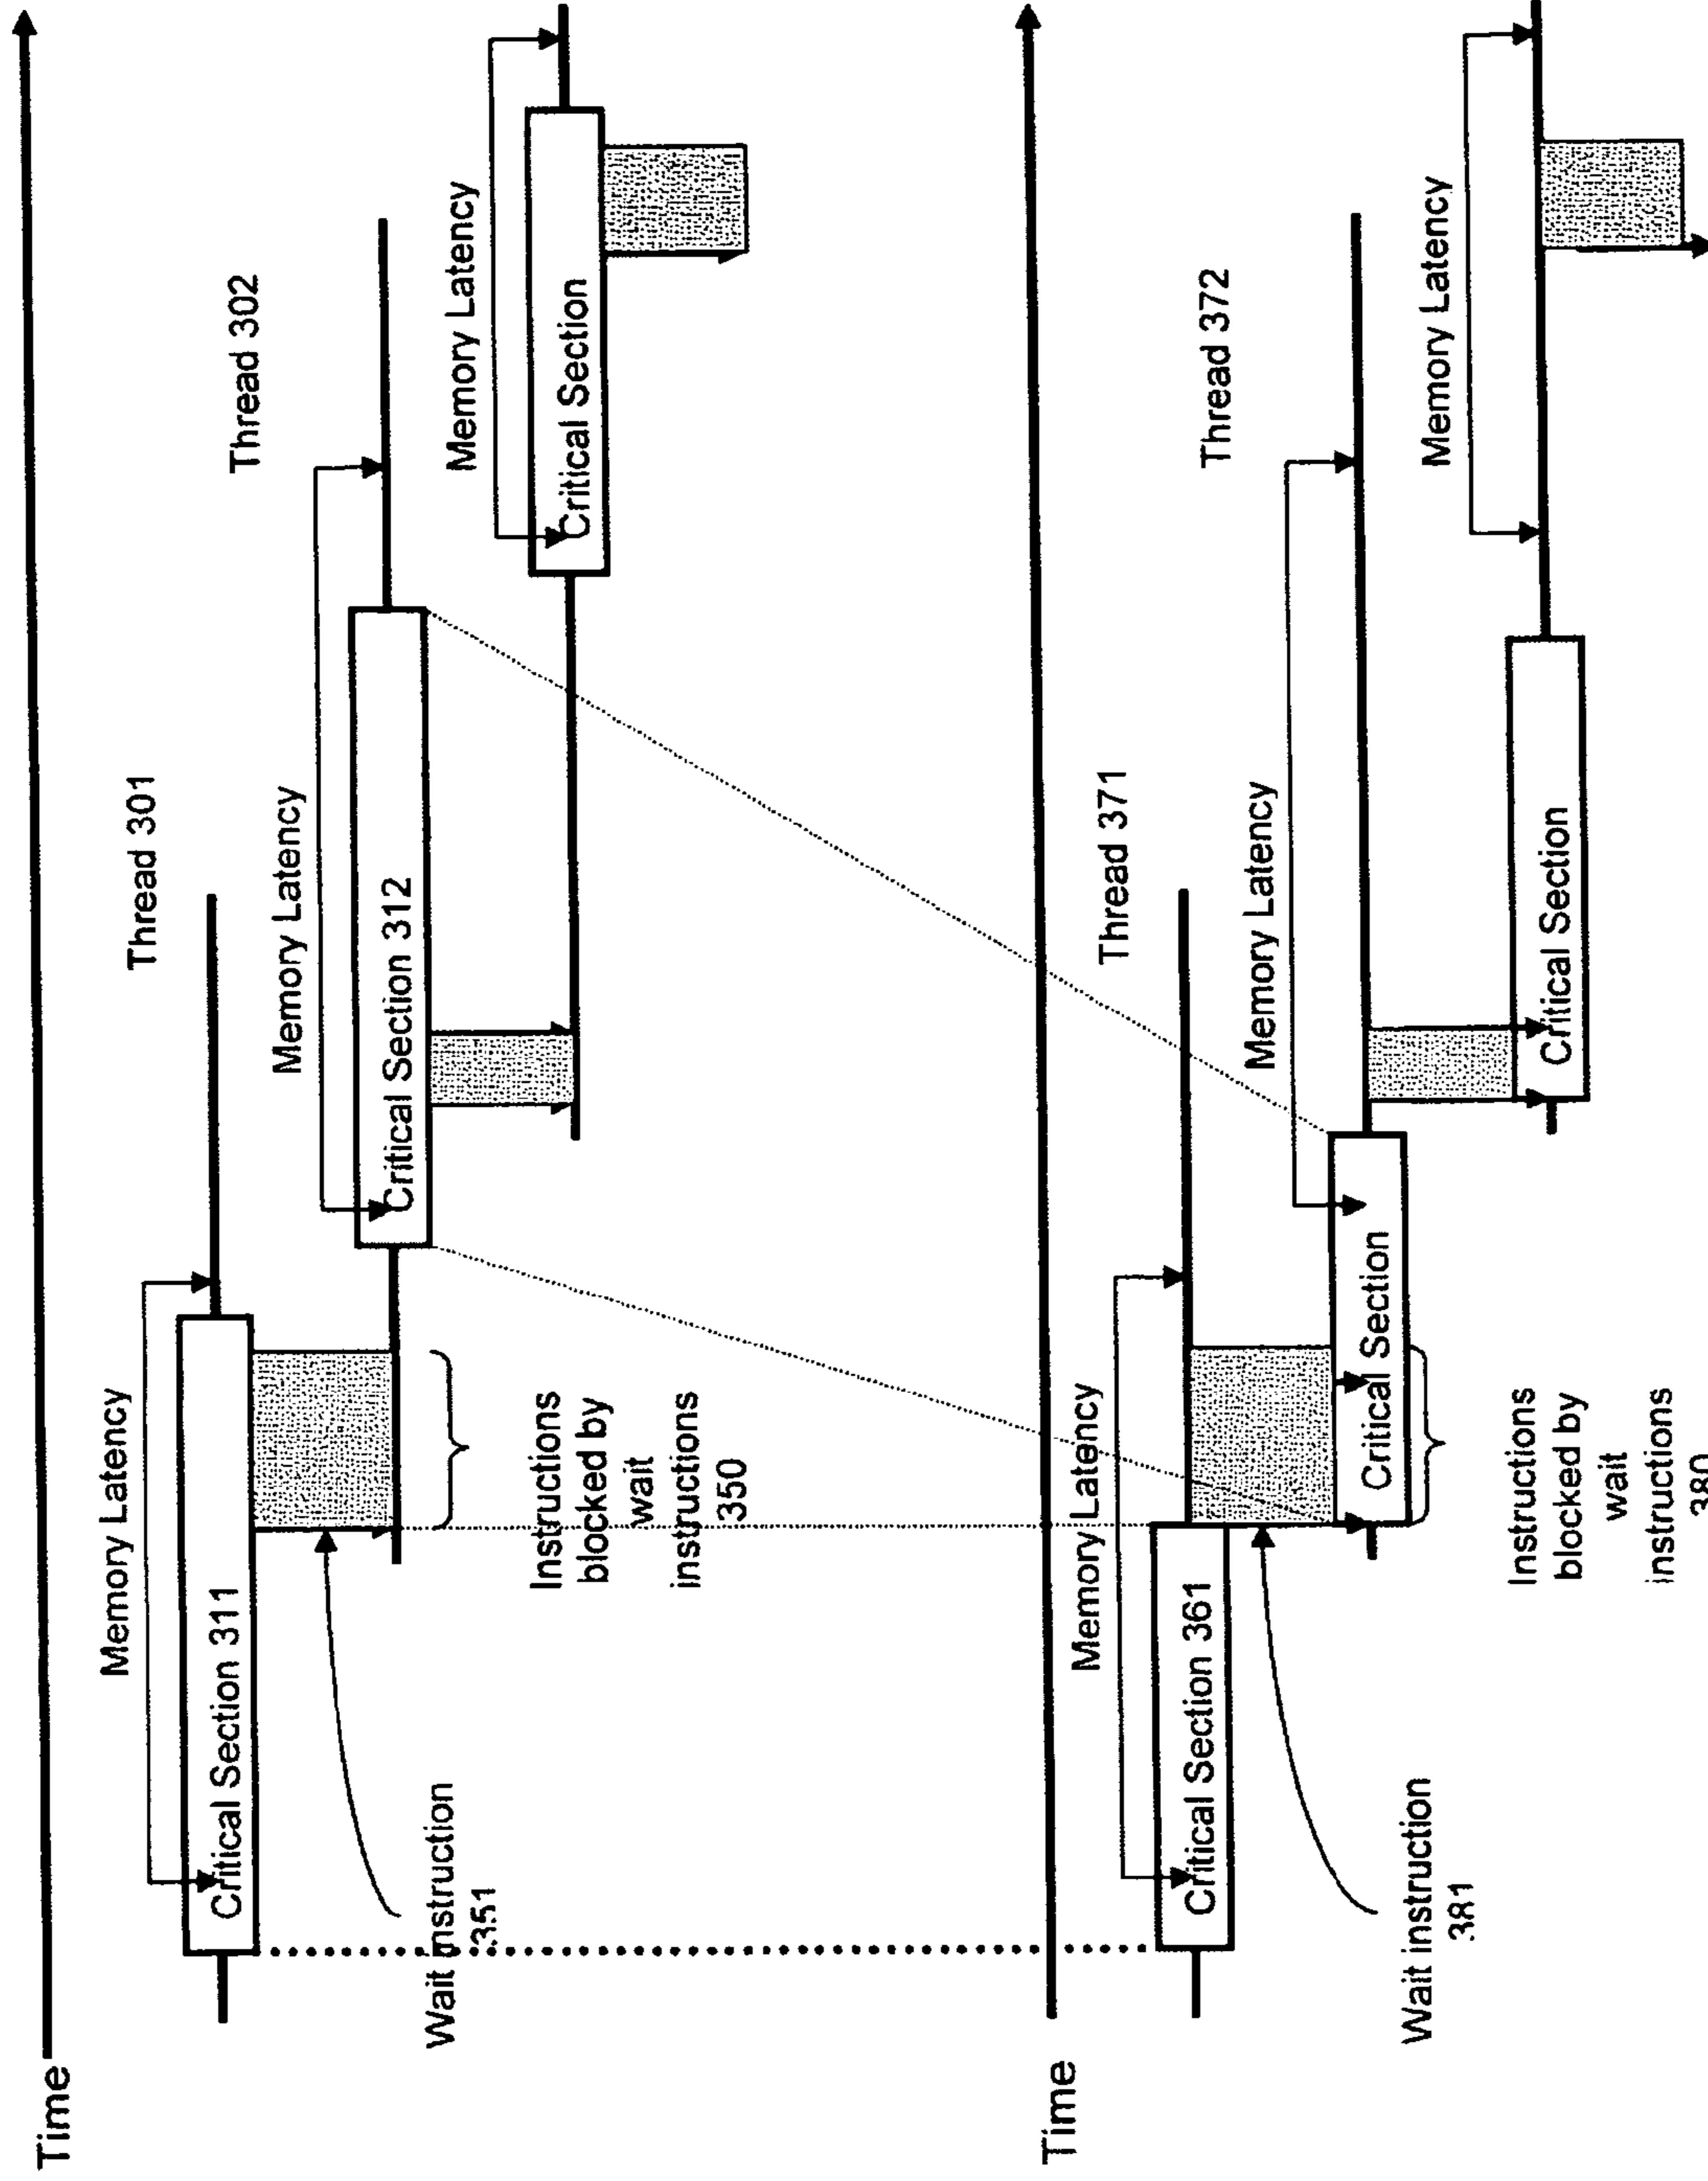 Time
Memory Latency
Thread 301
Critical Section 311
Memory Latency
Thread 302
Wait instruction
351
Critical Section 312
Memory Latency
Instructions
blocked by
wait
instructions
350
Critical Section
Time
Memory Latency
Thread 371
Critical Section 361
Memory Latency
Thread 372
Wait instruction
381
Critical Section
Memory Latency
Instructions
blocked by
wait
instructions
380
Critical Section